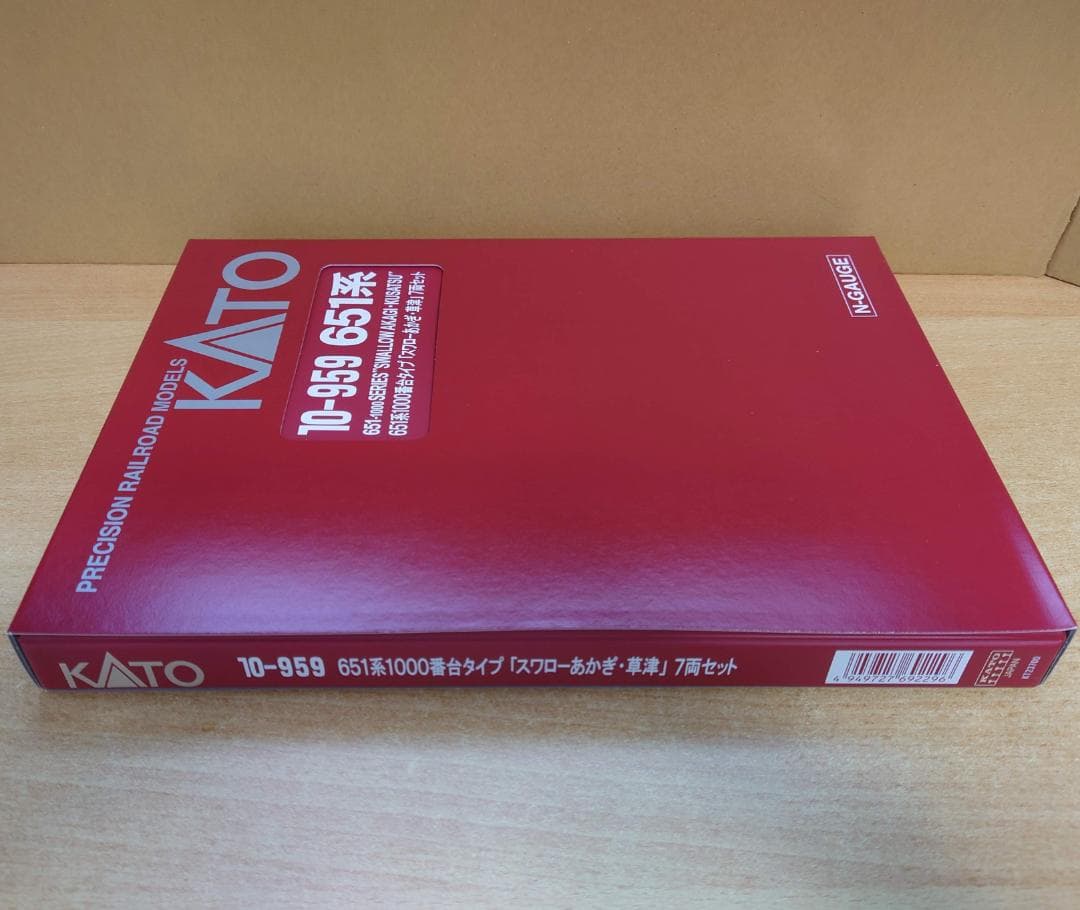 PRECISION RAILROAD MODELS
KATO
10-959 651系
651-1000 SERIES "SWALLOW AKAGI・KUSATSU"
651系1000番台タイプ「スワローあかぎ・草津」7両セット
N-GAUGE
KATO 10-959 651系1000番台タイプ「スワローあかぎ・草津」7両セット
4 949727 692296
KATO
JAPAN